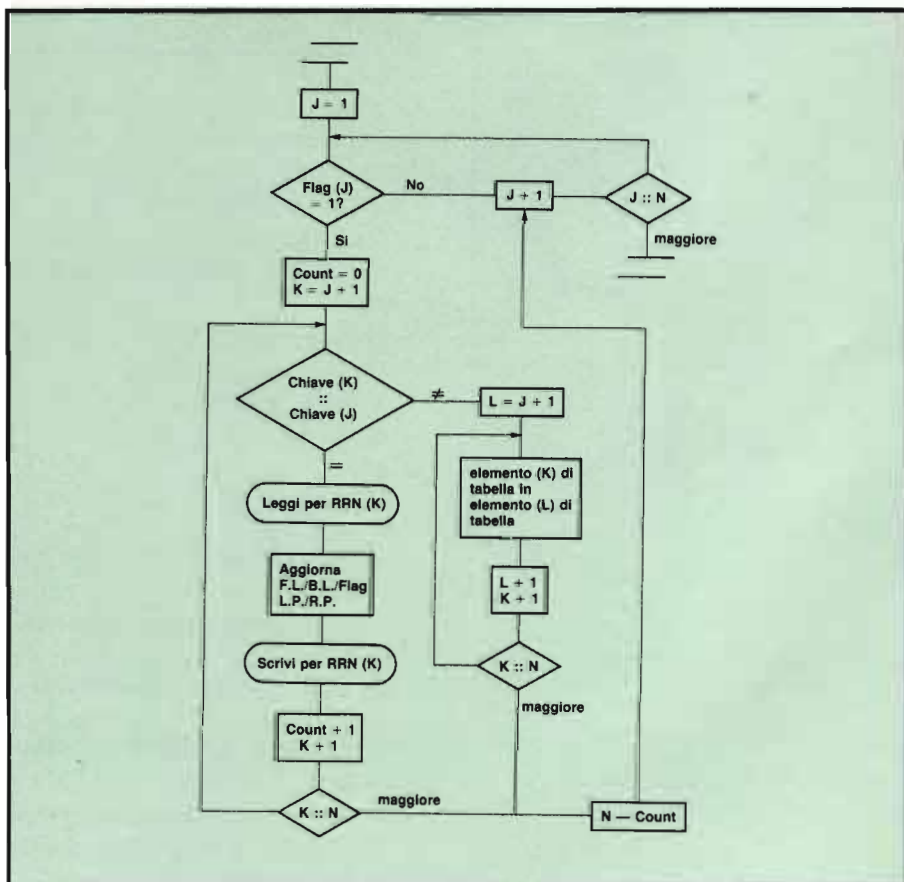 J = 1
Flag (J)
= 1?
No
J + 1
J :: N
maggiore
Si
Count = 0
K = J + 1
Chiave (K)
::
Chiave (J)
≠
L = J + 1
=
elemento (K) di
tabella in
elemento (L) di
tabella
Leggi per RRN (K)
Aggiorna
F.L./B.L./Flag
L.P./R.P.
L + 1
K + 1
Scrivi per RRN (K)
K :: N
maggiore
Count + 1
K + 1
K :: N
maggiore
N — Count